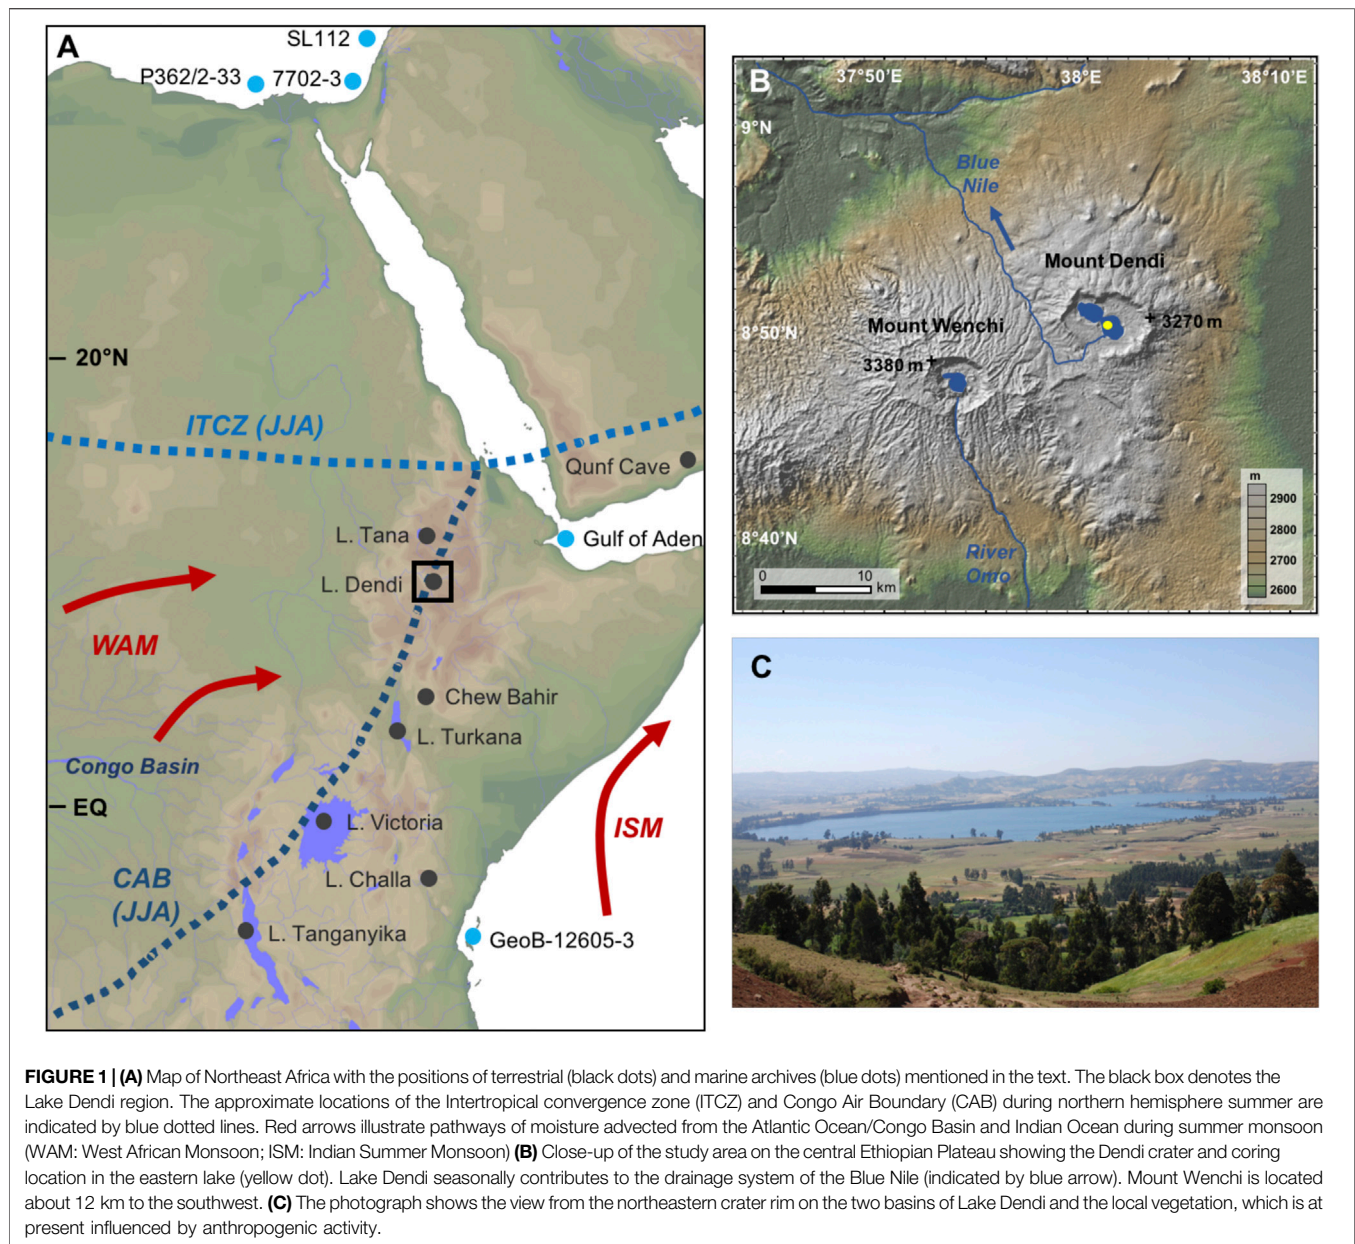 A
SL112
P362/2-33
7702-3
20°N
ITCZ (JJA)
Qunf Cave
L. Tana
Gulf of Aden
L. Dendi
WAM
Chew Bahir
L. Turkana
Congo Basin
EQ
L. Victoria
ISM
CAB
(JJA)
L. Challa
L. Tanganyika
GeoB-12605-3
B
37°50'E
38°E
38°10'E
9°N
Blue
Nile
Mount Dendi
3270 m
8°50'N
Mount Wenchi
3380 m
m
2900
2800
2700
2600
8°40'N
River
Omo
0
10
km
C
FIGURE 1 | (A) Map of Northeast Africa with the positions of terrestrial (black dots) and marine archives (blue dots) mentioned in the text. The black box denotes the
Lake Dendi region. The approximate locations of the Intertropical convergence zone (ITCZ) and Congo Air Boundary (CAB) during northern hemisphere summer are
indicated by blue dotted lines. Red arrows illustrate pathways of moisture advected from the Atlantic Ocean/Congo Basin and Indian Ocean during summer monsoon
(WAM: West African Monsoon; ISM: Indian Summer Monsoon) (B) Close-up of the study area on the central Ethiopian Plateau showing the Dendi crater and coring
location in the eastern lake (yellow dot). Lake Dendi seasonally contributes to the drainage system of the Blue Nile (indicated by blue arrow). Mount Wenchi is located
about 12 km to the southwest. (C) The photograph shows the view from the northeastern crater rim on the two basins of Lake Dendi and the local vegetation, which is at
present influenced by anthropogenic activity.